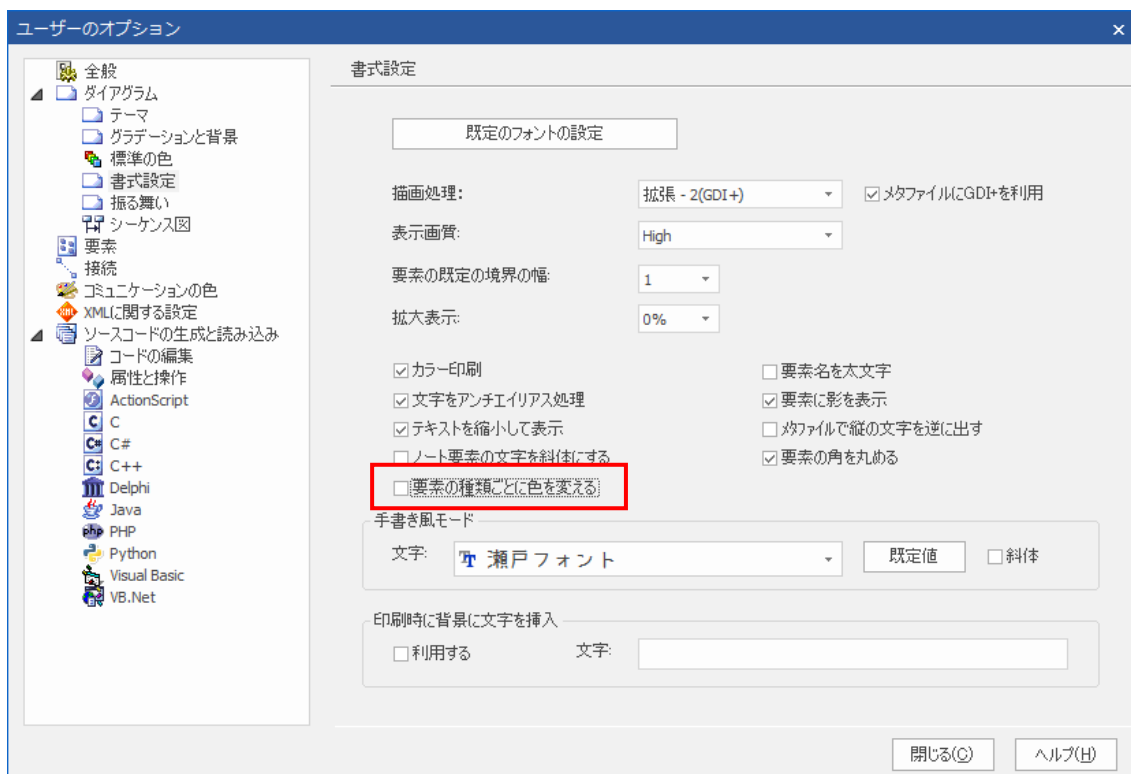 ユーザーのオプション
全般
ダイアグラム
テーマ
グラデーションと背景
標準の色
書式設定
振る舞い
シーケンス図
要素
接続
コミュニケーションの色
XMLに関する設定
ソースコードの生成と読み込み
コードの編集
属性と操作
ActionScript
C
C#
C++
Delphi
Java
PHP
Python
Visual Basic
VB.Net
書式設定
既定のフォントの設定
描画処理: 拡張 - 2(GDI+) メタファイルにGDI+を利用
表示画質: High
要素の既定の境界の幅: 1
拡大表示: 0%
カラー印刷 要素名を太文字
文字をアンチエイリアス処理 要素に影を表示
テキストを縮小して表示 メタファイルで縦の文字を逆に出す
ノート要素の文字を斜体にする 要素の角を丸める
要素の種類ごとに色を変える
手書き風モード
文字: 瀬戸フォント 既定値 斜体
印刷時に背景に文字を挿入
利用する 文字:
閉じる(C) ヘルプ(H)